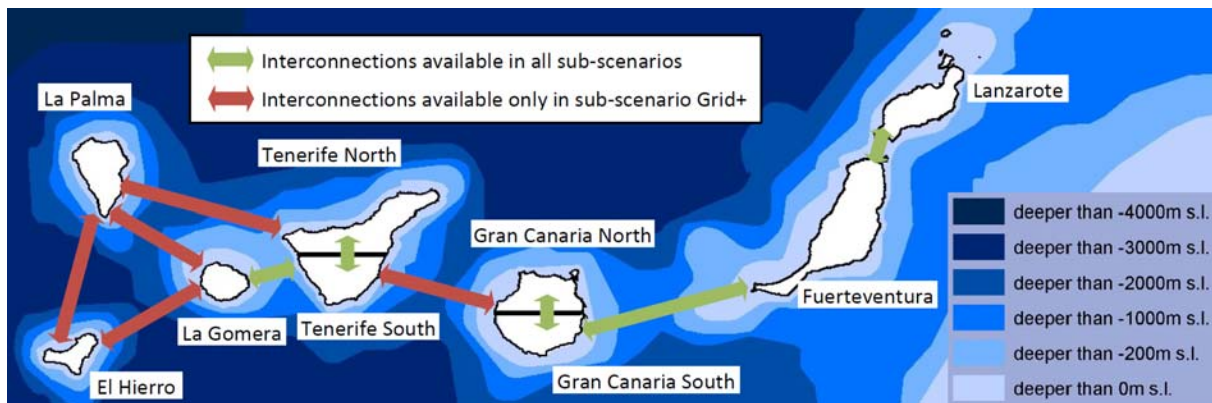 Interconnections available in all sub-scenarios
Interconnections available only in sub-scenario Grid+
La Palma
Lanzarote
Tenerife North
Gran Canaria North
deeper than -4000m s.l.
deeper than -3000m s.l.
deeper than -2000m s.l.
deeper than -1000m s.l.
deeper than -200m s.l.
deeper than 0m s.l.
Fuerteventura
La Gomera
Tenerife South
El Hierro
Gran Canaria South